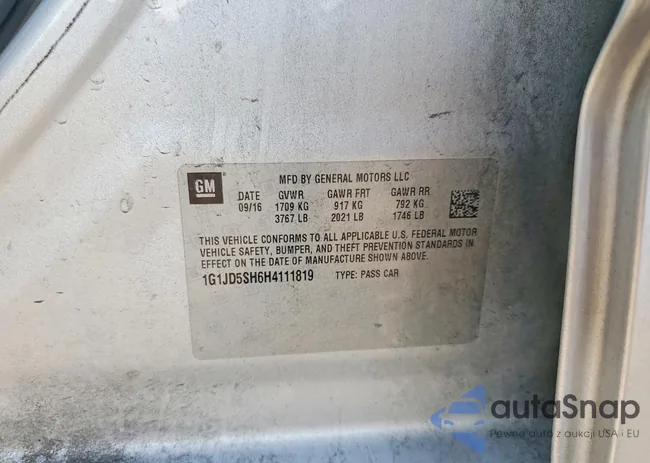 GM
MFD BY GENERAL MOTORS LLC
DATE GVWR GAWR FRT GAWR RR
09/16 1709 KG 917 KG 792 KG
3767 LB 2021 LB 1746 LB
THIS VEHICLE CONFORMS TO ALL APPLICABLE U.S. FEDERAL MOTOR
VEHICLE SAFETY, BUMPER, AND THEFT PREVENTION STANDARDS IN
EFFECT ON THE DATE OF MANUFACTURE SHOWN ABOVE.
1G1JD5SH6H4111819 TYPE: PASS CAR
autoSnap
Pewne auto z aukcji USA i EU